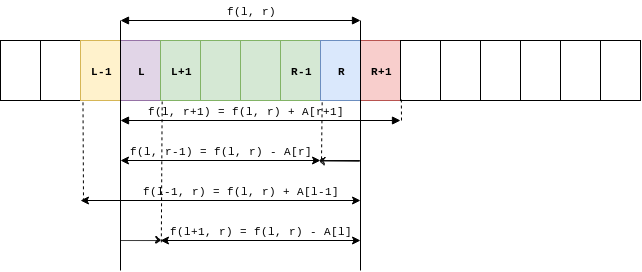 f(l, r)
L-1 L L+1 R-1 R R+1
f(l, r+1) = f(l, r) + A[r+1]
f(l, r-1) = f(l, r) - A[r]
f(l-1, r) = f(l, r) + A[l-1]
f(l+1, r) = f(l, r) - A[l]